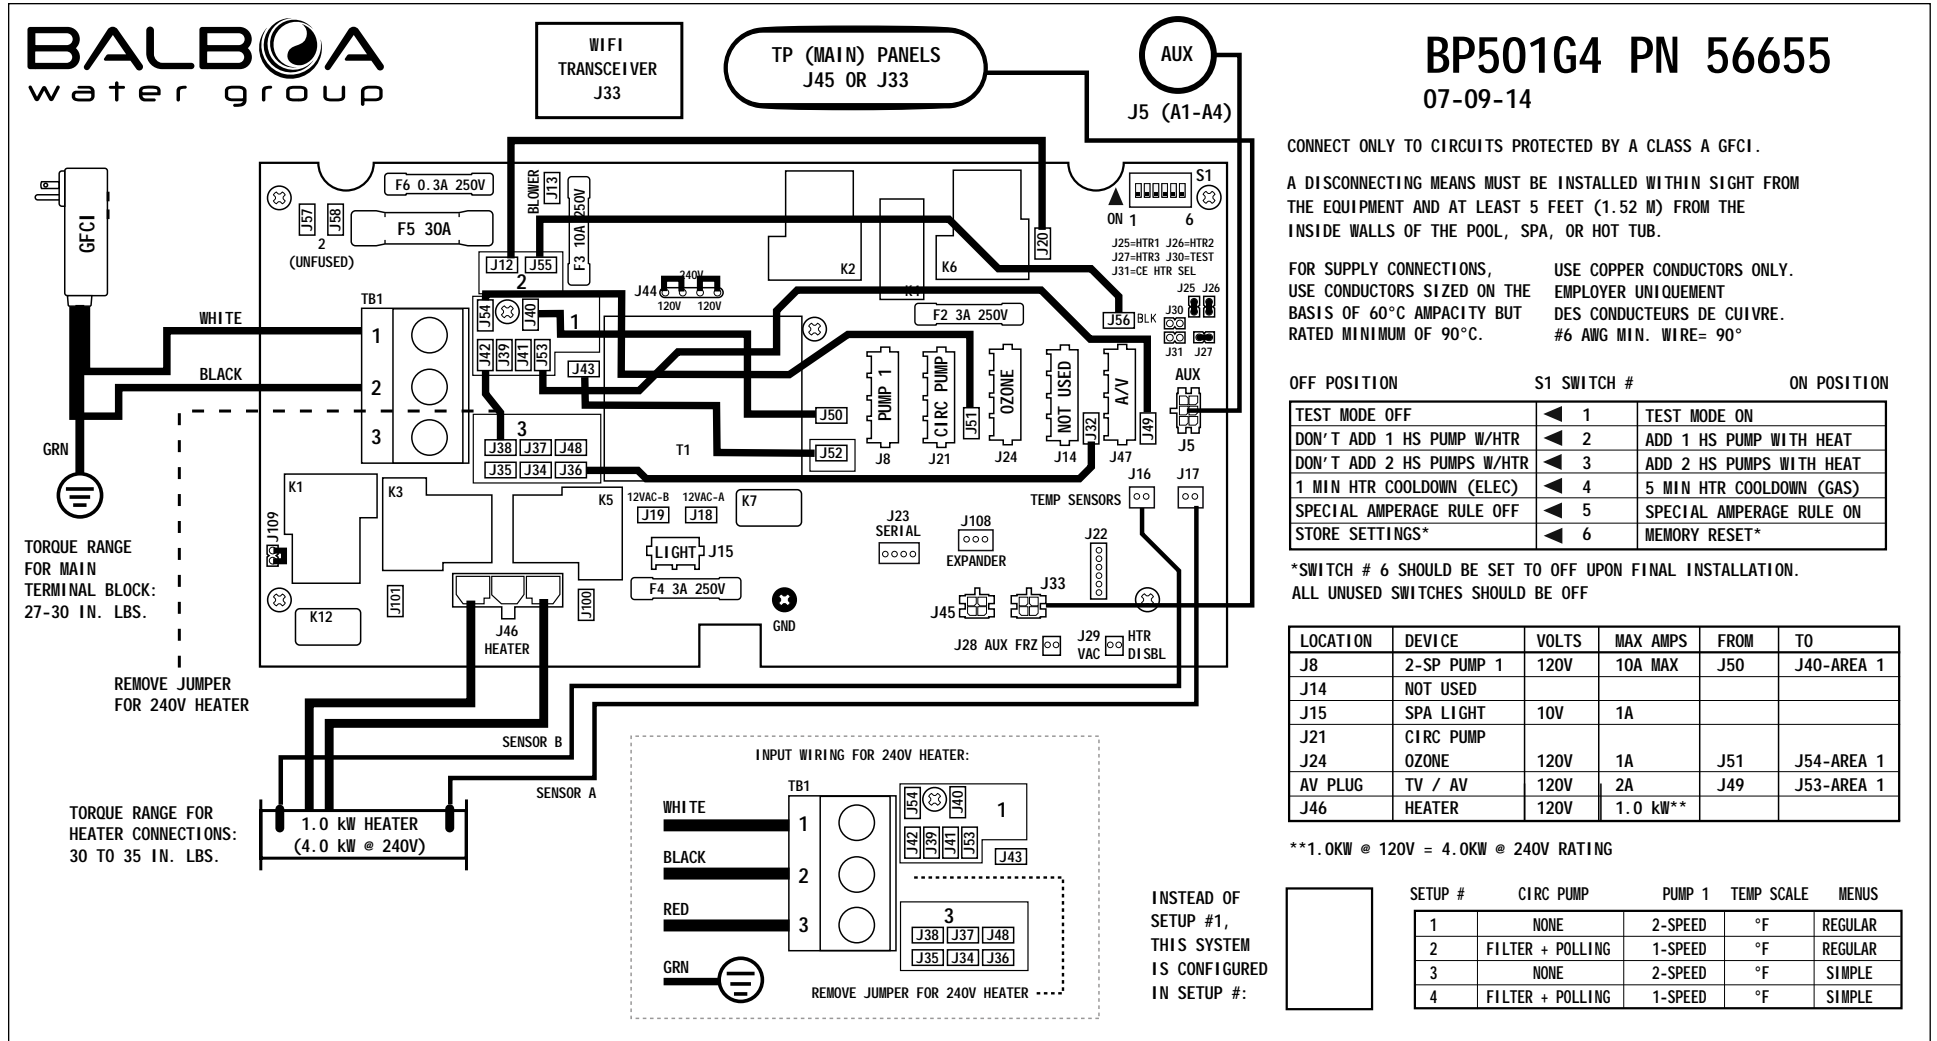 BALBOA
water group
WIFI
TRANSCEIVER
J33
TP (MAIN) PANELS
J45 OR J33
AUX
J5 (A1-A4)
BP501G4 PN 56655
07-09-14
CONNECT ONLY TO CIRCUITS PROTECTED BY A CLASS A GFCI.
A DISCONNECTING MEANS MUST BE INSTALLED WITHIN SIGHT FROM
THE EQUIPMENT AND AT LEAST 5 FEET (1.52 M) FROM THE
INSIDE WALLS OF THE POOL, SPA, OR HOT TUB.
FOR SUPPLY CONNECTIONS,
USE CONDUCTORS SIZED ON THE
BASIS OF 60°C AMPACITY BUT
RATED MINIMUM OF 90°C.
USE COPPER CONDUCTORS ONLY.
EMPLOYER UNIQUEMENT
DES CONDUCTEURS DE CUIVRE.
#6 AWG MIN. WIRE= 90°
OFF POSITION S1 SWITCH # ON POSITION
TEST MODE OFF ◀ 1 TEST MODE ON
DON'T ADD 1 HS PUMP W/HTR ◀ 2 ADD 1 HS PUMP WITH HEAT
DON'T ADD 2 HS PUMPS W/HTR ◀ 3 ADD 2 HS PUMPS WITH HEAT
1 MIN HTR COOLDOWN (ELEC) ◀ 4 5 MIN HTR COOLDOWN (GAS)
SPECIAL AMPERAGE RULE OFF ◀ 5 SPECIAL AMPERAGE RULE ON
STORE SETTINGS* ◀ 6 MEMORY RESET*
*SWITCH # 6 SHOULD BE SET TO OFF UPON FINAL INSTALLATION.
ALL UNUSED SWITCHES SHOULD BE OFF
LOCATION DEVICE VOLTS MAX AMPS FROM TO
J8 2-SP PUMP 1 120V 10A MAX J50 J40-AREA 1
J14 NOT USED
J15 SPA LIGHT 10V 1A
J21 CIRC PUMP
J24 OZONE 120V 1A J51 J54-AREA 1
AV PLUG TV / AV 120V 2A J49 J53-AREA 1
J46 HEATER 120V 1.0 kW**
**1.0KW @ 120V = 4.0KW @ 240V RATING
INSTEAD OF
SETUP #1,
THIS SYSTEM
IS CONFIGURED
IN SETUP #:
SETUP # CIRC PUMP PUMP 1 TEMP SCALE MENUS
1 NONE 2-SPEED °F REGULAR
2 FILTER + POLLING 1-SPEED °F REGULAR
3 NONE 2-SPEED °F SIMPLE
4 FILTER + POLLING 1-SPEED °F SIMPLE
GFCI
WHITE
BLACK
GRN
TORQUE RANGE
FOR MAIN
TERMINAL BLOCK:
27-30 IN. LBS.
REMOVE JUMPER
FOR 240V HEATER
TORQUE RANGE FOR
HEATER CONNECTIONS:
30 TO 35 IN. LBS.
1.0 kW HEATER
(4.0 kW @ 240V)
SENSOR B
SENSOR A
F6 0.3A 250V
F5 30A
J57
J58
2
(UNFUSED)
BLOWER
J13
F3 10A 250V
J12
J55
2
J54
J40
1
J42
J39
J41
J53
J43
TB1
1
2
3
3
J38
J37
J48
J35
J34
J36
J44
240V
120V
120V
T1
K2
K6
K4
J20
ON 1 6
S1
J25=HTR1 J26=HTR2
J27=HTR3 J30=TEST
J31=CE HTR SEL
J25
J26
J30
J31
J27
J56
BLK
F2 3A 250V
J50
J52
PUMP 1
J8
CIRC PUMP
J21
J51
OZONE
J24
NOT USED
J14
J32
A/V
J47
J49
AUX
J5
TEMP SENSORS
J16
J17
K1
K3
K5
K7
12VAC-B
J19
12VAC-A
J18
J109
K12
J101
J46
HEATER
J100
LIGHT
J15
F4 3A 250V
GND
J23
SERIAL
J108
EXPANDER
J22
J45
J33
J28 AUX FRZ
J29
VAC
HTR
DISBL
INPUT WIRING FOR 240V HEATER:
TB1
WHITE
BLACK
RED
GRN
1
2
3
J54
J40
1
J42
J39
J41
J53
J43
3
J38
J37
J48
J35
J34
J36
REMOVE JUMPER FOR 240V HEATER